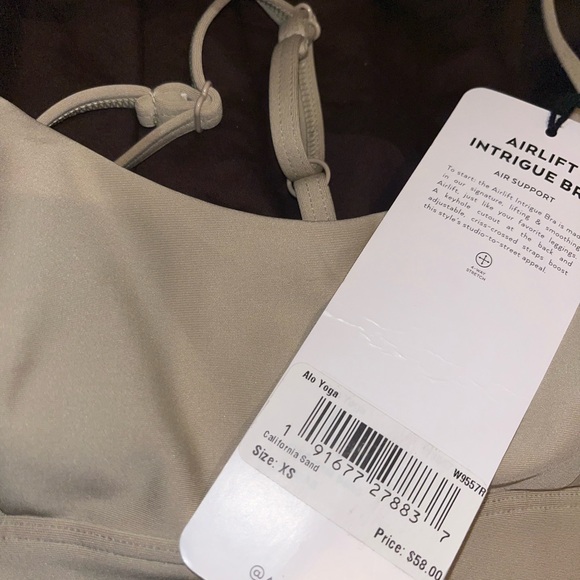 AIRLIFT
INTRIGUE
AIR SUPPORT
To start: the Airlift Intrigue Bra is made
in our signature, lifting & smoothing
Airlift, just like your favorite leggings.
A keyhole cutout at the back and
adjustable, criss-crossed straps boost
this style's studio-to-street appeal.
WAY
STRETCH
Alo Yoga
W9557R
1 91677 27883 7
California Sand
Size: XS
Price: $58.00